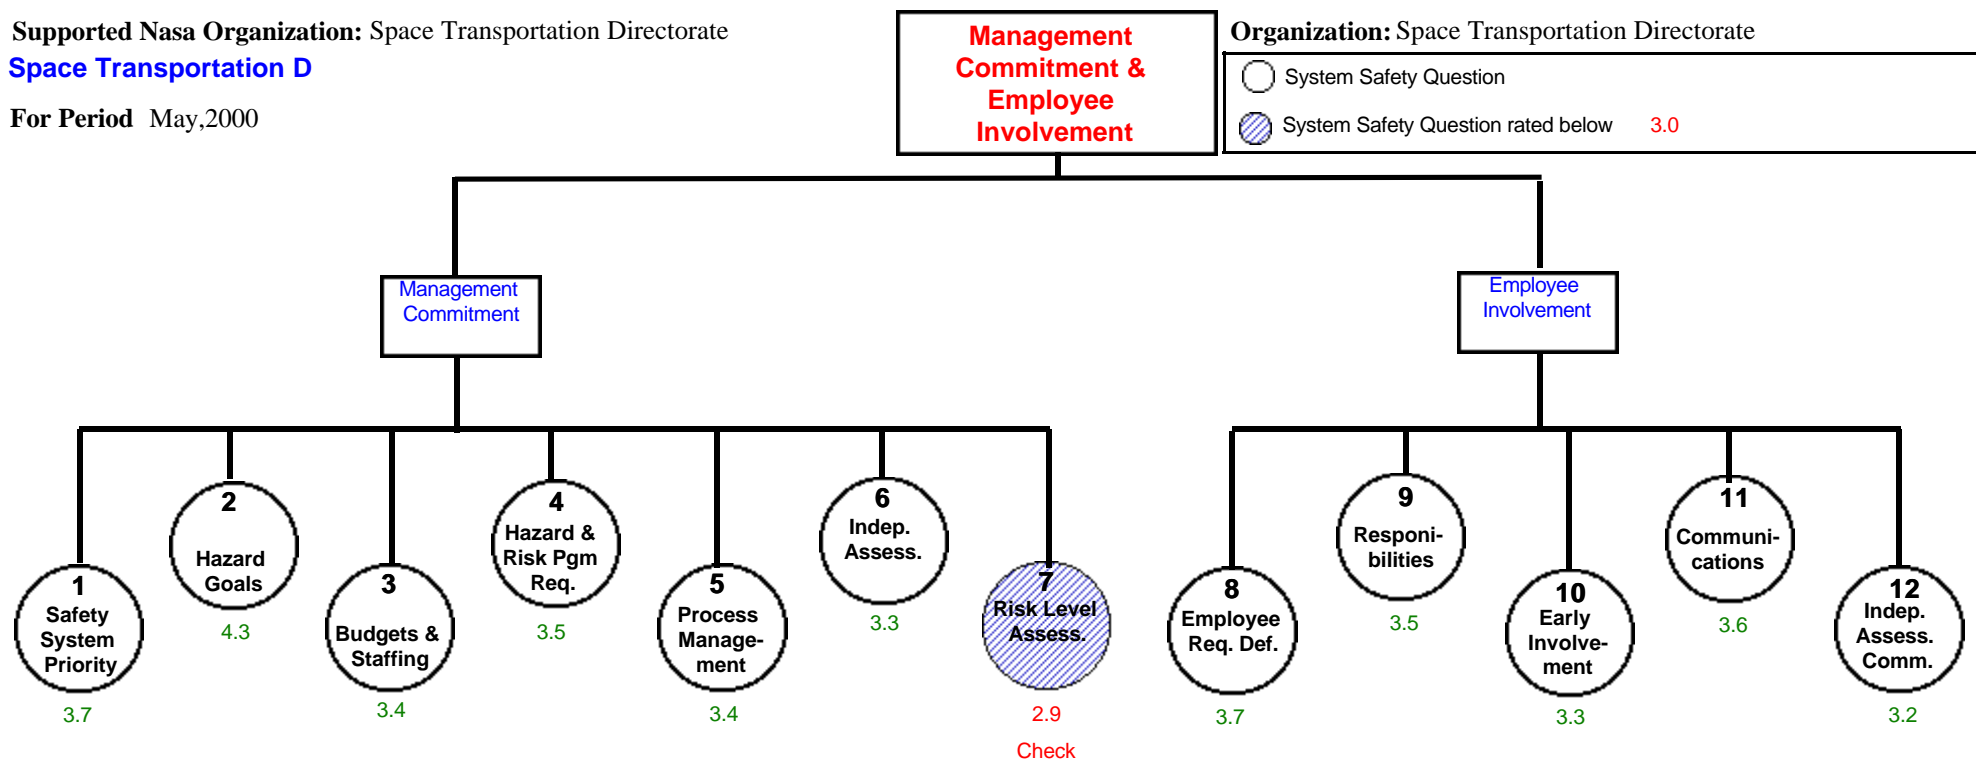 Supported Nasa Organization: Space Transportation Directorate
Space Transportation D
For Period May,2000
Management
Commitment &
Employee
Involvement
Organization: Space Transportation Directorate
System Safety Question
System Safety Question rated below 3.0
Management
Commitment
Employee
Involvement
1
Safety
System
Priority
3.7
2
Hazard
Goals
4.3
3
Budgets &
Staffing
3.4
4
Hazard &
Risk Pgm
Req.
3.5
5
Process
Manage-
ment
3.4
6
Indep.
Assess.
3.3
7
Risk Level
Assess.
2.9
Check
8
Employee
Req. Def.
3.7
9
Responi-
bilities
3.5
10
Early
Involve-
ment
3.3
11
Communi-
cations
3.6
12
Indep.
Assess.
Comm.
3.2